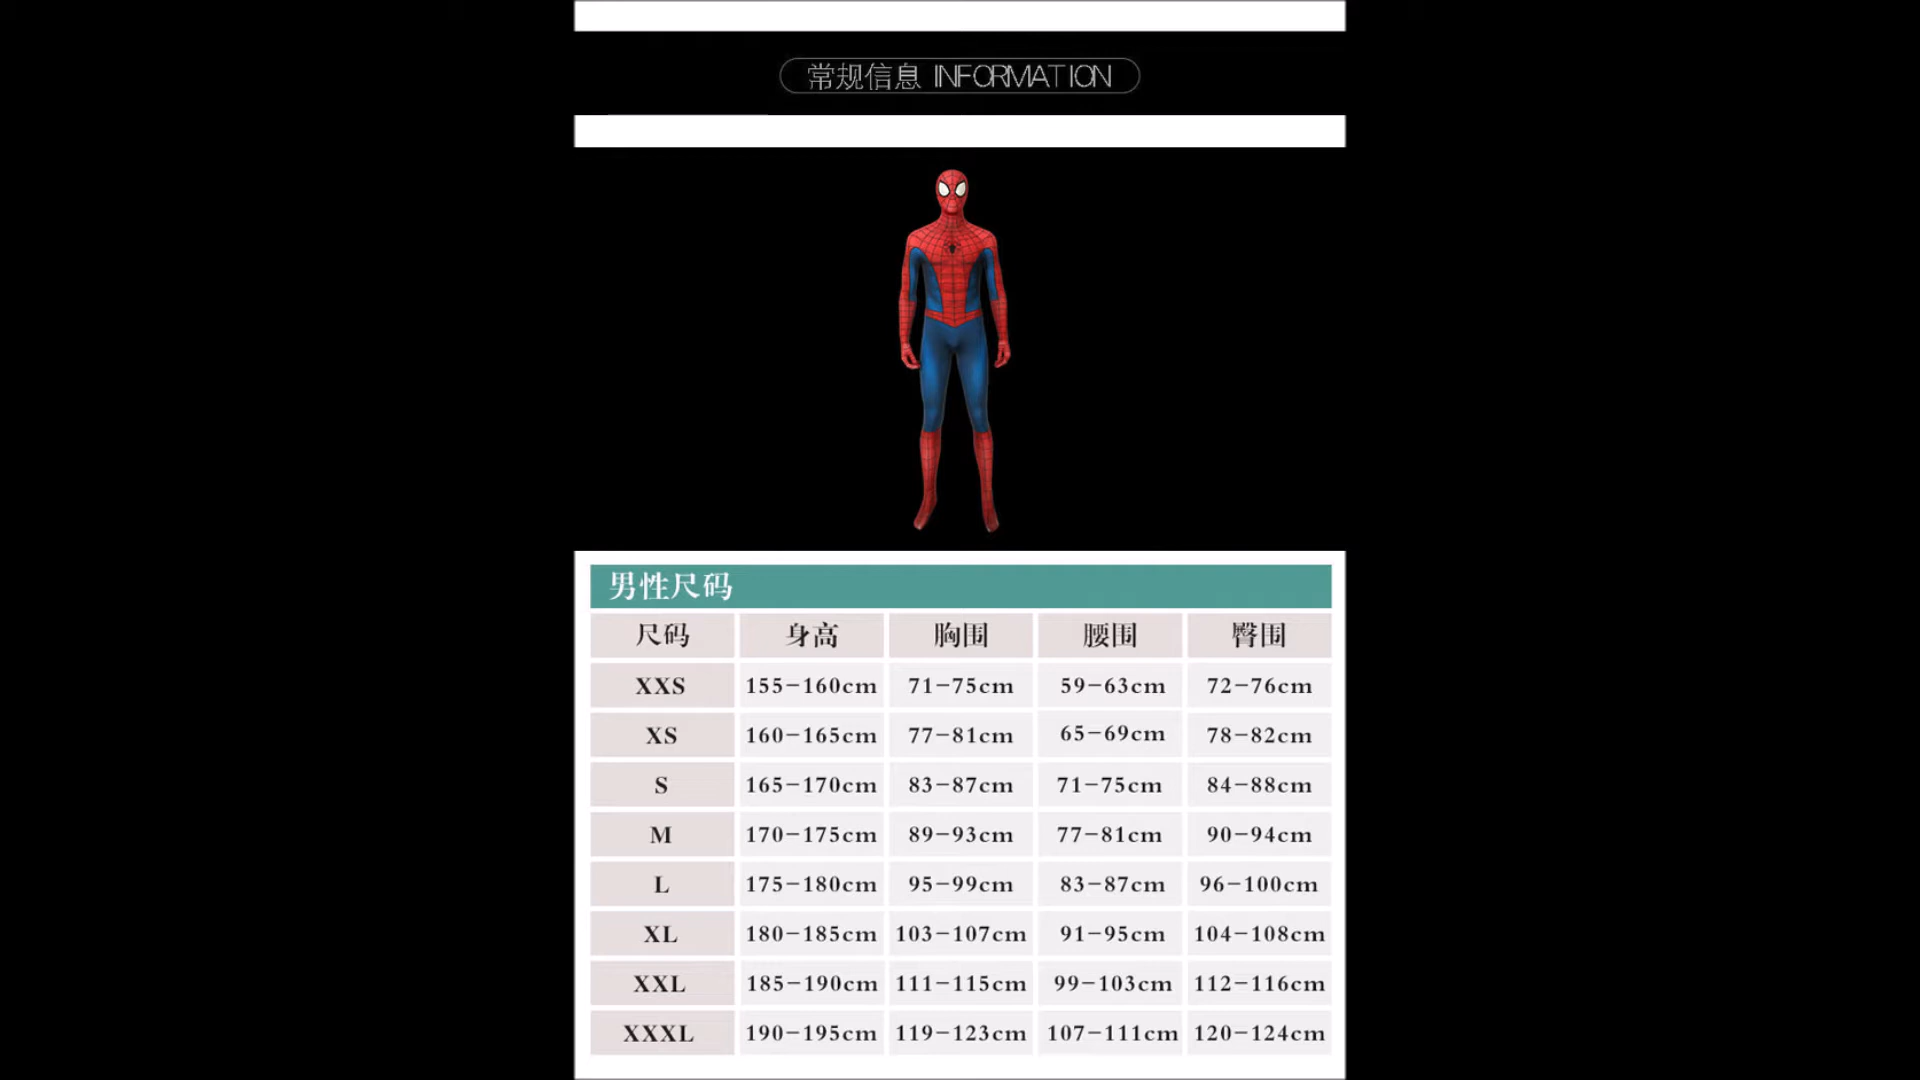 常规信息 INFORMATION
男性尺码
尺码 身高 胸围 腰围 臀围
XXS 155-160cm 71-75cm 59-63cm 72-76cm
XS 160-165cm 77-81cm 65-69cm 78-82cm
S 165-170cm 83-87cm 71-75cm 84-88cm
M 170-175cm 89-93cm 77-81cm 90-94cm
L 175-180cm 95-99cm 83-87cm 96-100cm
XL 180-185cm 103-107cm 91-95cm 104-108cm
XXL 185-190cm 111-115cm 99-103cm 112-116cm
XXXL 190-195cm 119-123cm 107-111cm 120-124cm